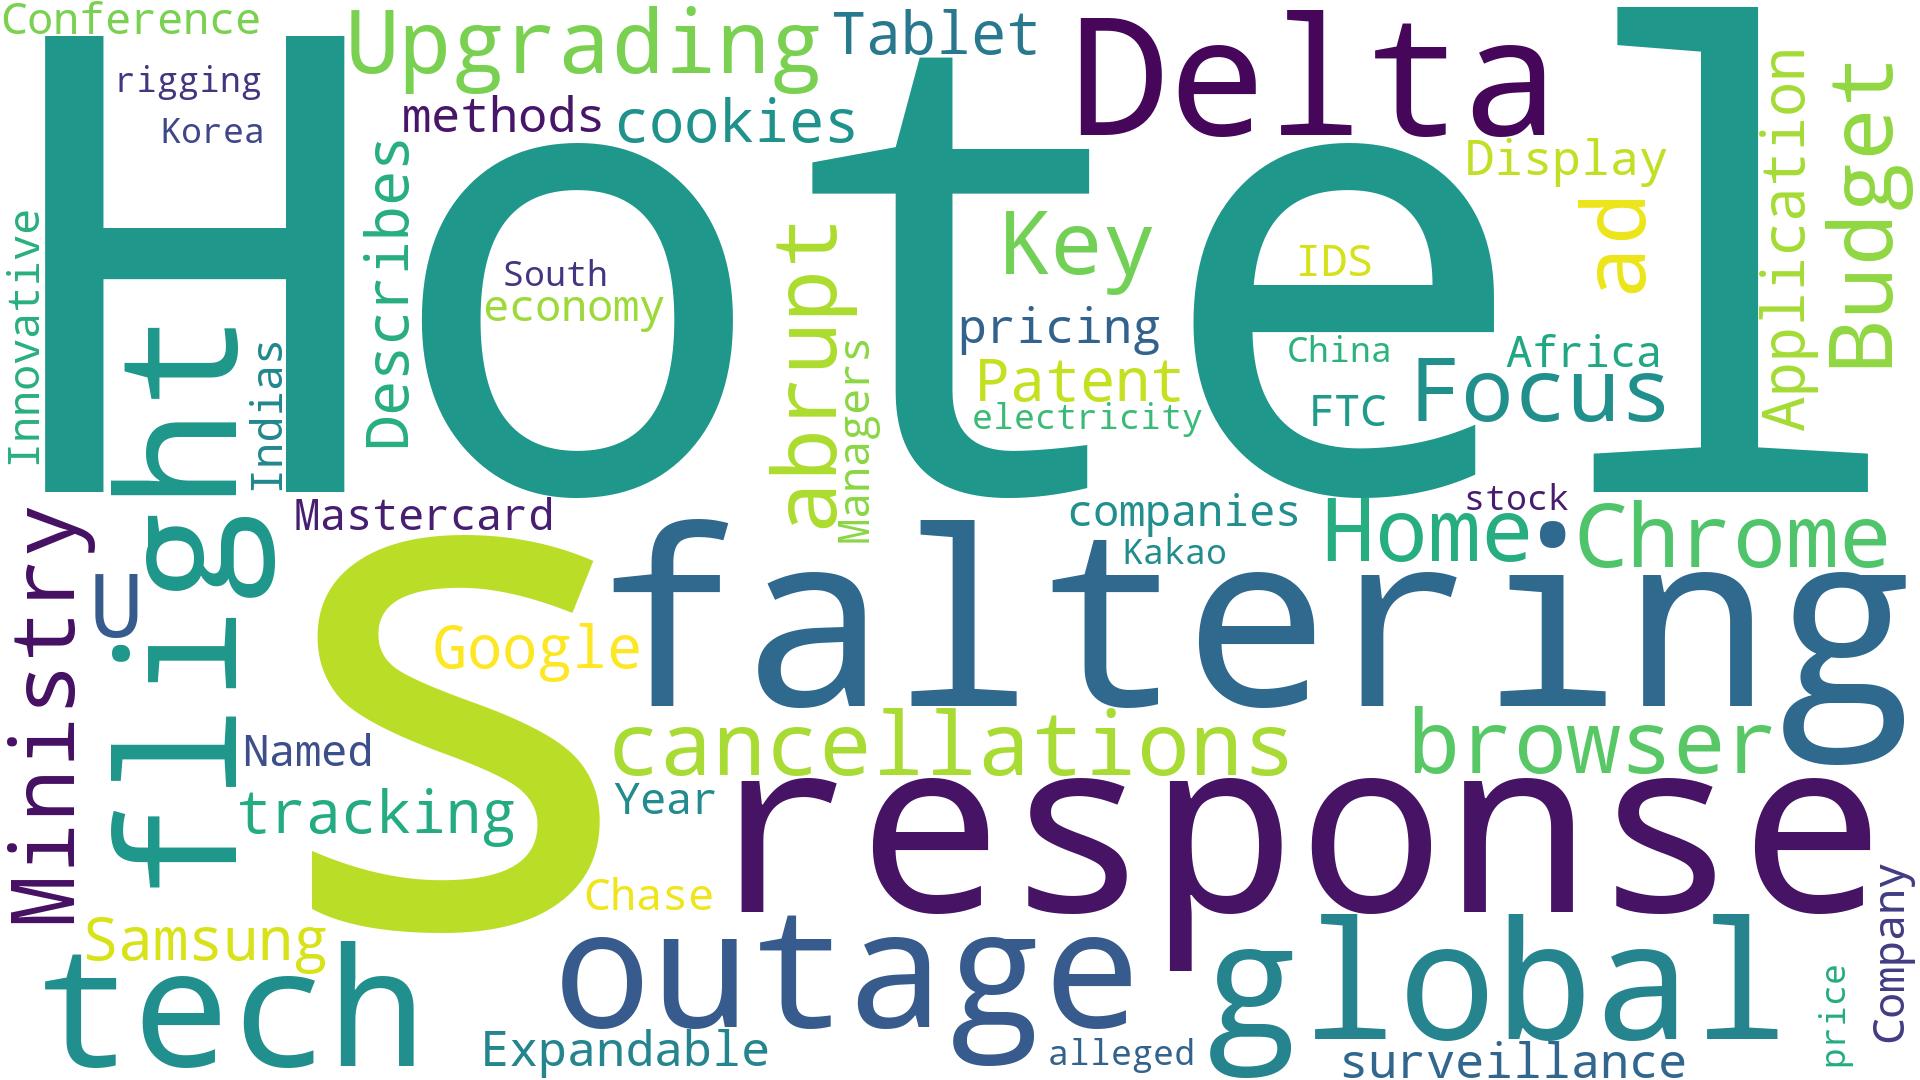 Conference
Upgrading
Tablet
Delta
rigging
methods
cookies
Korea
Display
Application
Budget
Hotel
Innovative
Describes
South
economy
abrupt
Key
IDS
ad
pricing
Managers
China
Africa
Patent
Focus
electricity
FTC
Indias
flight
Mastercard
companies
stock
Home
Chrome
Kakao
Ministry
U
S
faltering
Google
Named
cancellations
browser
tracking
Year
response
Chase
Company
Samsung
tech
outage
global
price
Expandable
alleged
surveillance